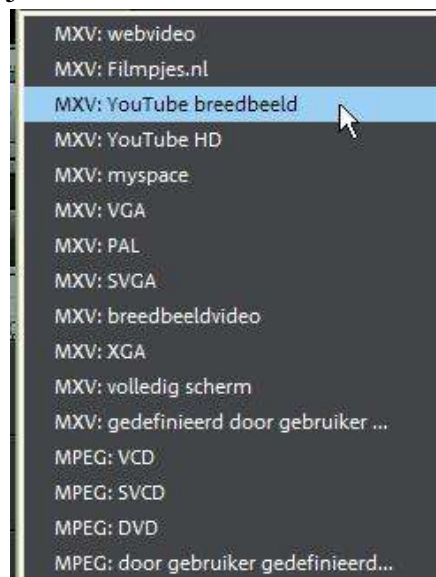 MXV: webvideo
MXV: Filmpjes.nl
MXV: YouTube breedbeeld
MXV: YouTube HD
MXV: myspace
MXV: VGA
MXV: PAL
MXV: SVGA
MXV: breedbeeldvideo
MXV: XGA
MXV: volledig scherm
MXV: gedefinieerd door gebruiker ...
MPEG: VCD
MPEG: SVCD
MPEG: DVD
MPEG: door gebruiker gedefinieerd...